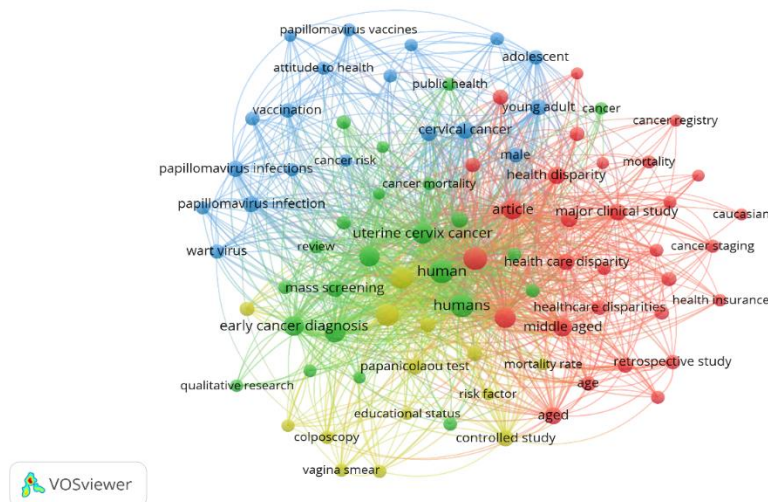 papillomavirus vaccines
adolescent
attitude to health
public health
vaccination
young adult
cancer
cervical cancer
cancer registry
cancer risk
male
mortality
papillomavirus infections
health disparity
cancer mortality
papillomavirus infection
article
major clinical study
caucasian
uterine cervix cancer
wart virus
review
cancer staging
health care disparity
human
mass screening
health insurance
humans
healthcare disparities
early cancer diagnosis
middle aged
papanicolaou test
mortality rate
retrospective study
qualitative research
age
risk factor
educational status
aged
colposcopy
controlled study
vagina smear
VOSviewer